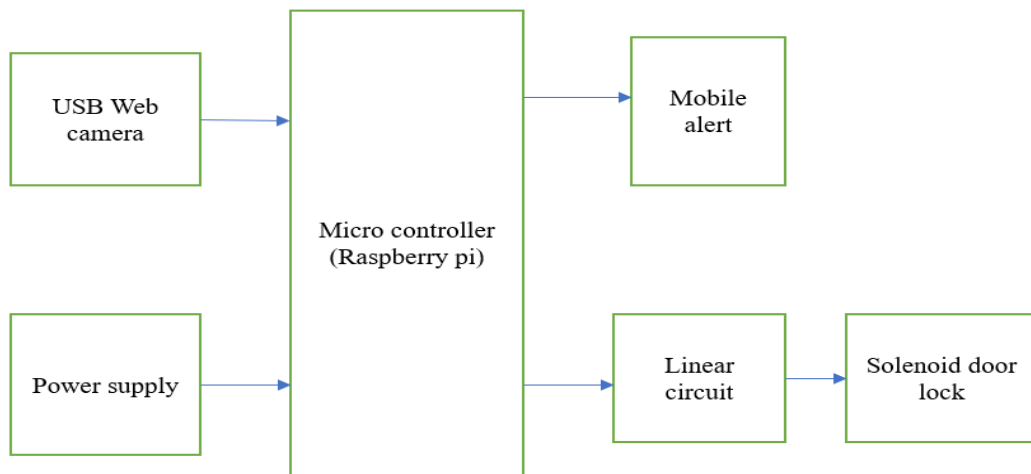 USB Web
camera
Micro controller
(Raspberry pi)
Mobile
alert
Power supply
Linear
circuit
Solenoid door
lock